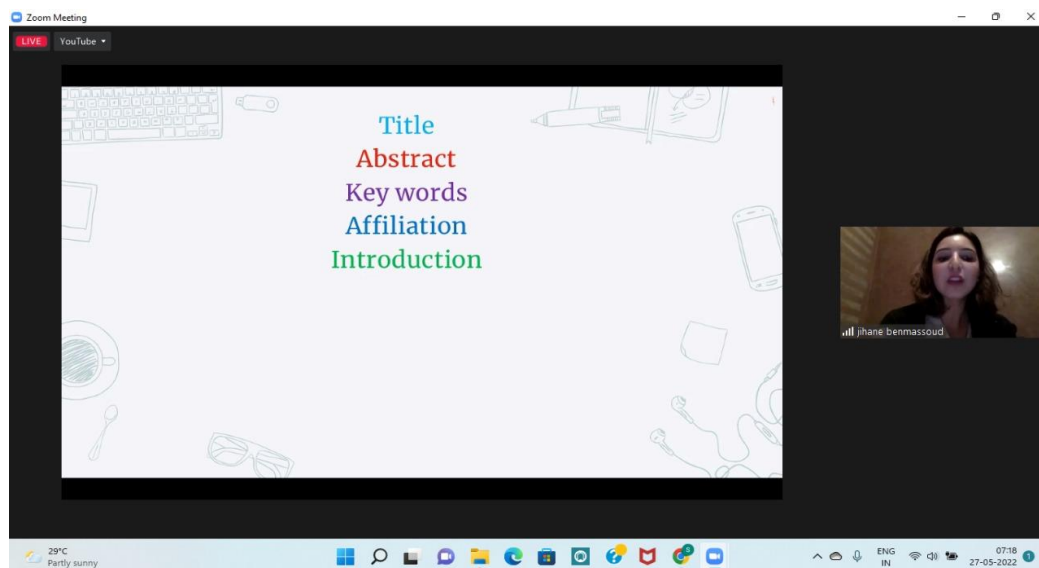 Zoom Meeting
LIVE YouTube
Title
Abstract
Key words
Affiliation
Introduction
jihane benmassoud
29°C
Partly sunny
ENG
IN
07:18
27-05-2022
1